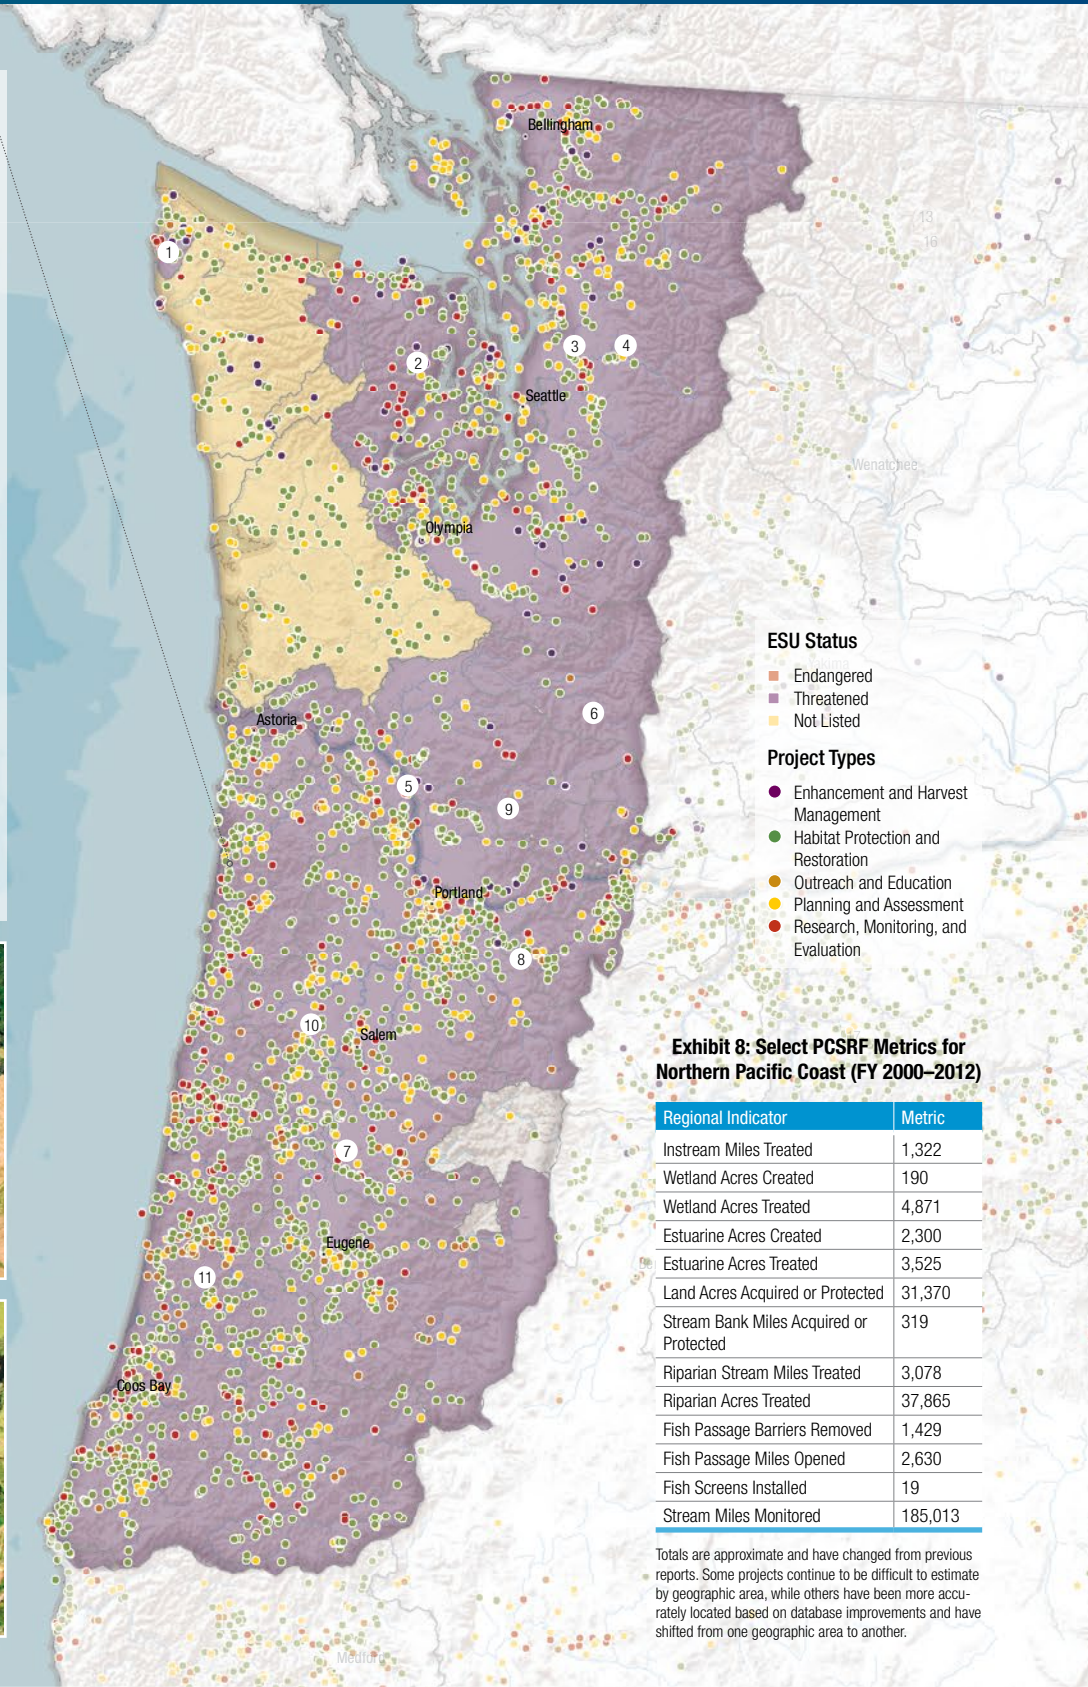 Bellingham
13
16
1
2
3
4
Seattle
Wenatchee
Olympia
ESU Status
Endangered
Threatened
Not Listed
Project Types
Enhancement and Harvest
Management
Habitat Protection and
Restoration
Outreach and Education
Planning and Assessment
Research, Monitoring, and
Evaluation
6
Astoria
5
9
Portland
8
10
Salem
7
Eugene
11
Coos Bay
Medford
Exhibit 8: Select PCSRF Metrics for
Northern Pacific Coast (FY 2000–2012)
Regional Indicator Metric
Instream Miles Treated 1,322
Wetland Acres Created 190
Wetland Acres Treated 4,871
Estuarine Acres Created 2,300
Estuarine Acres Treated 3,525
Land Acres Acquired or Protected 31,370
Stream Bank Miles Acquired or 319
Protected
Riparian Stream Miles Treated 3,078
Riparian Acres Treated 37,865
Fish Passage Barriers Removed 1,429
Fish Passage Miles Opened 2,630
Fish Screens Installed 19
Stream Miles Monitored 185,013
Totals are approximate and have changed from previous
reports. Some projects continue to be difficult to estimate
by geographic area, while others have been more accu-
rately located based on database improvements and have
shifted from one geographic area to another.